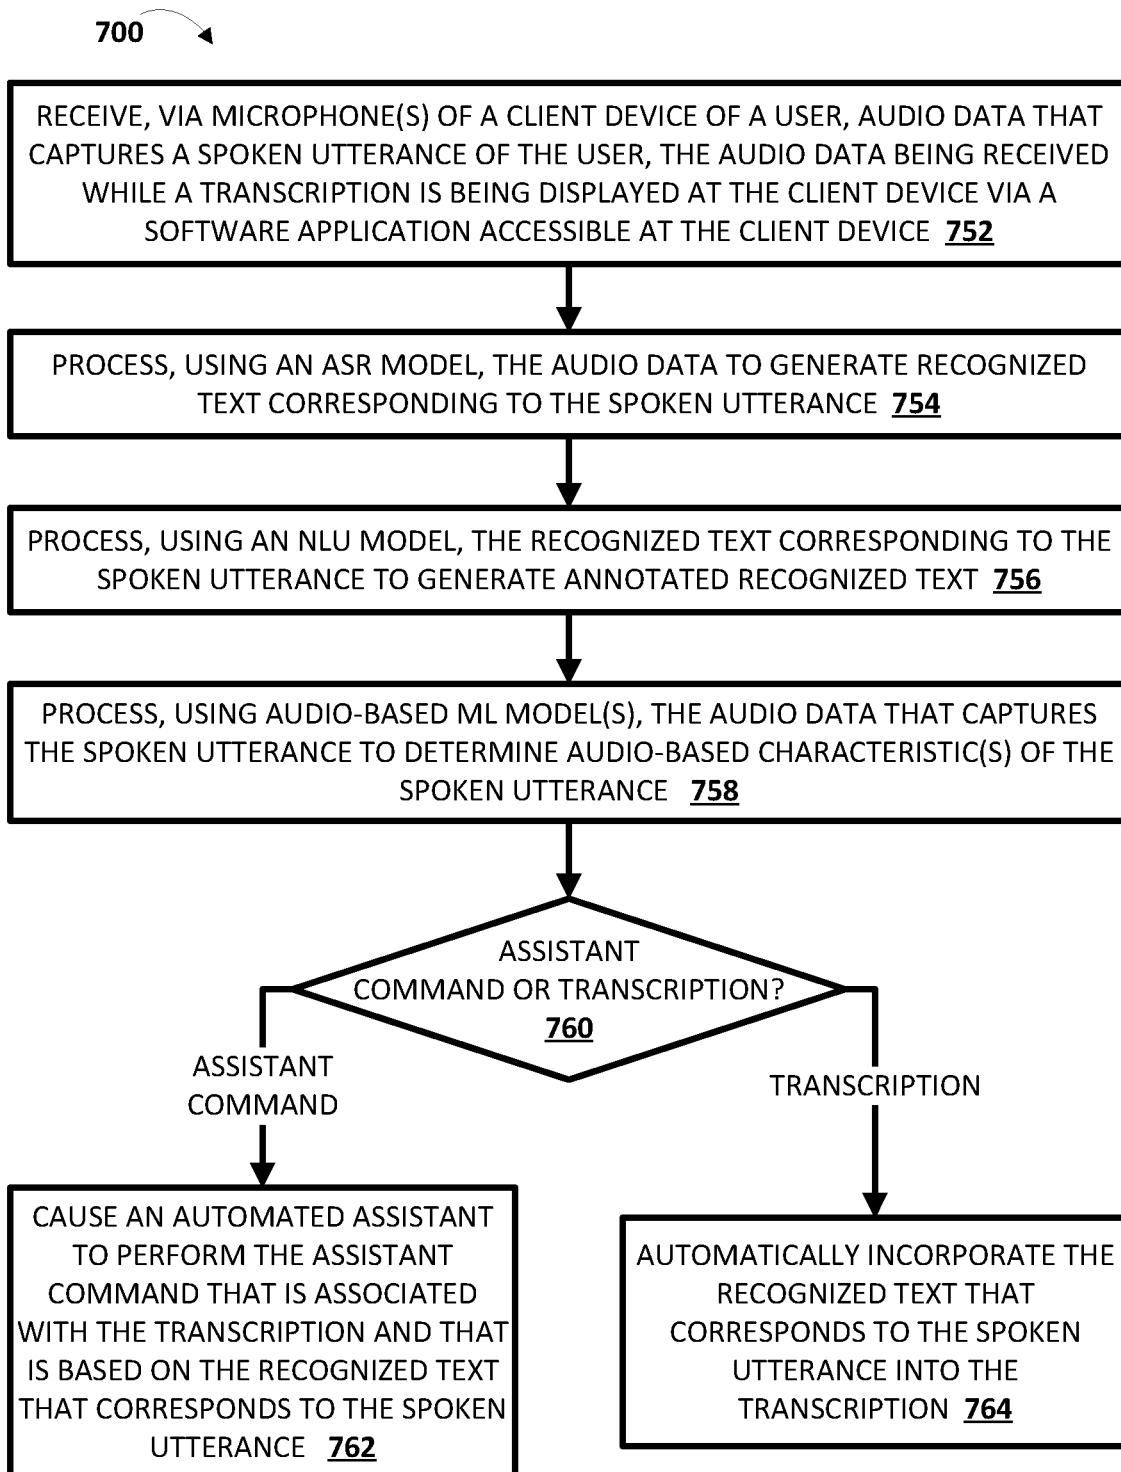 700
RECEIVE, VIA MICROPHONE(S) OF A CLIENT DEVICE OF A USER, AUDIO DATA THAT
CAPTURES A SPOKEN UTTERANCE OF THE USER, THE AUDIO DATA BEING RECEIVED
WHILE A TRANSCRIPTION IS BEING DISPLAYED AT THE CLIENT DEVICE VIA A
SOFTWARE APPLICATION ACCESSIBLE AT THE CLIENT DEVICE 752
PROCESS, USING AN ASR MODEL, THE AUDIO DATA TO GENERATE RECOGNIZED
TEXT CORRESPONDING TO THE SPOKEN UTTERANCE 754
PROCESS, USING AN NLU MODEL, THE RECOGNIZED TEXT CORRESPONDING TO THE
SPOKEN UTTERANCE TO GENERATE ANNOTATED RECOGNIZED TEXT 756
PROCESS, USING AUDIO-BASED ML MODEL(S), THE AUDIO DATA THAT CAPTURES
THE SPOKEN UTTERANCE TO DETERMINE AUDIO-BASED CHARACTERISTIC(S) OF THE
SPOKEN UTTERANCE 758
ASSISTANT
COMMAND OR TRANSCRIPTION?
760
ASSISTANT
COMMAND
TRANSCRIPTION
CAUSE AN AUTOMATED ASSISTANT
TO PERFORM THE ASSISTANT
COMMAND THAT IS ASSOCIATED
WITH THE TRANSCRIPTION AND THAT
IS BASED ON THE RECOGNIZED TEXT
THAT CORRESPONDS TO THE SPOKEN
UTTERANCE 762
AUTOMATICALLY INCORPORATE THE
RECOGNIZED TEXT THAT
CORRESPONDS TO THE SPOKEN
UTTERANCE INTO THE
TRANSCRIPTION 764